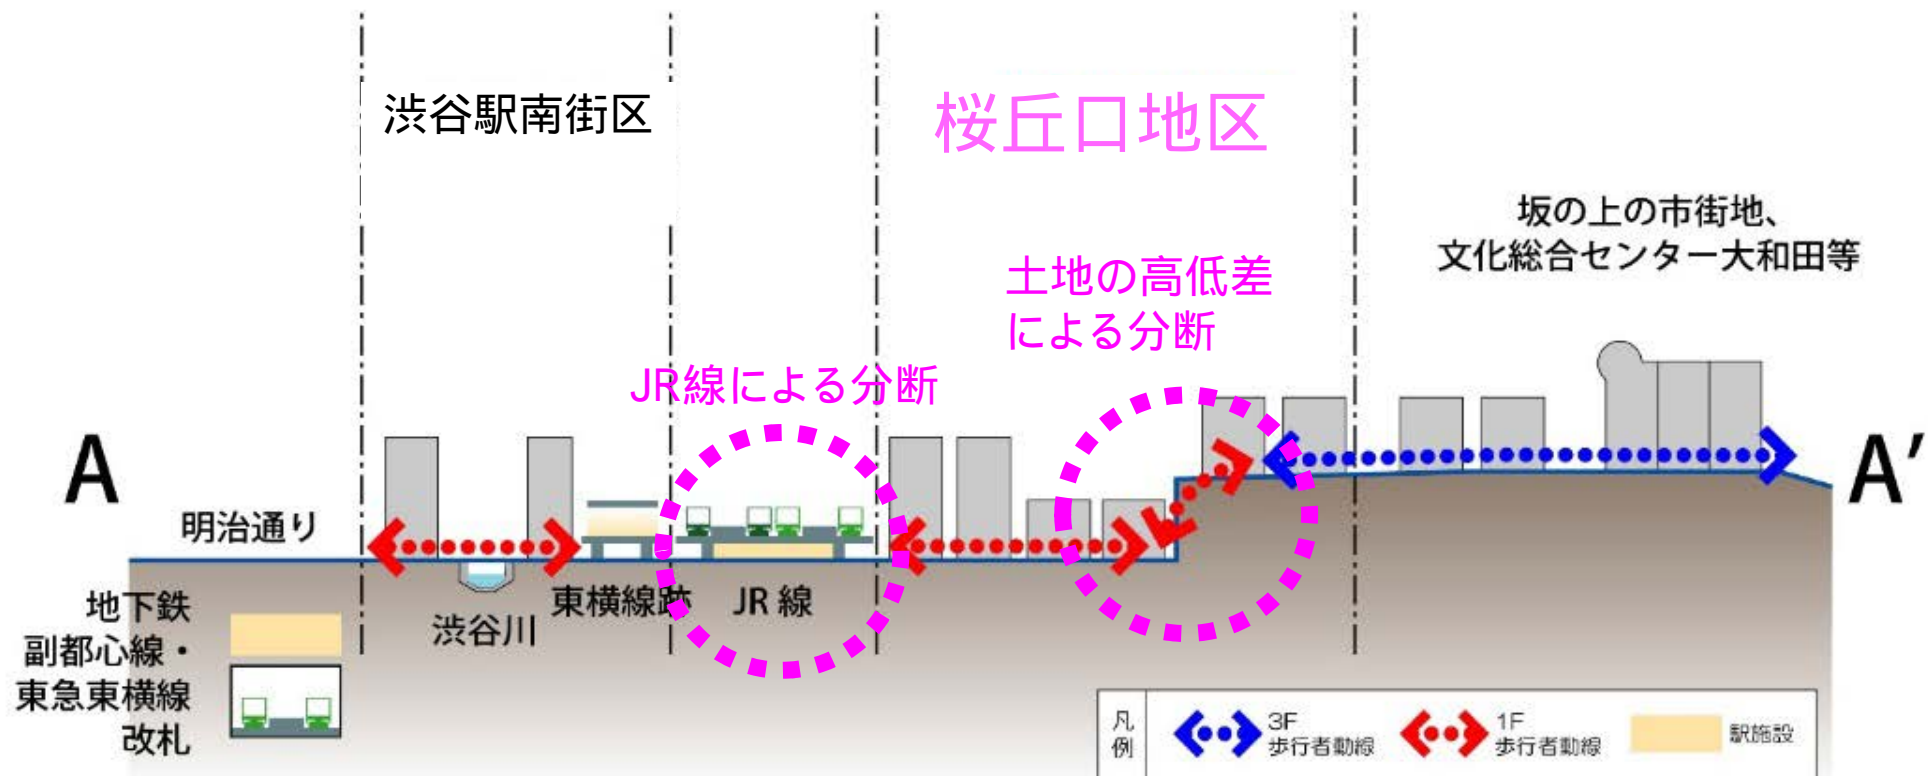 渋谷駅南街区
桜丘口地区
坂の上の市街地、
文化総合センター大和田等
土地の高低差
による分断
JR線による分断
A
A′
明治通り
東横線跡
JR 線
渋谷川
地下鉄
副都心線・
東急東横線
改札
凡
例
3F
歩行者動線
1F
歩行者動線
駅施設